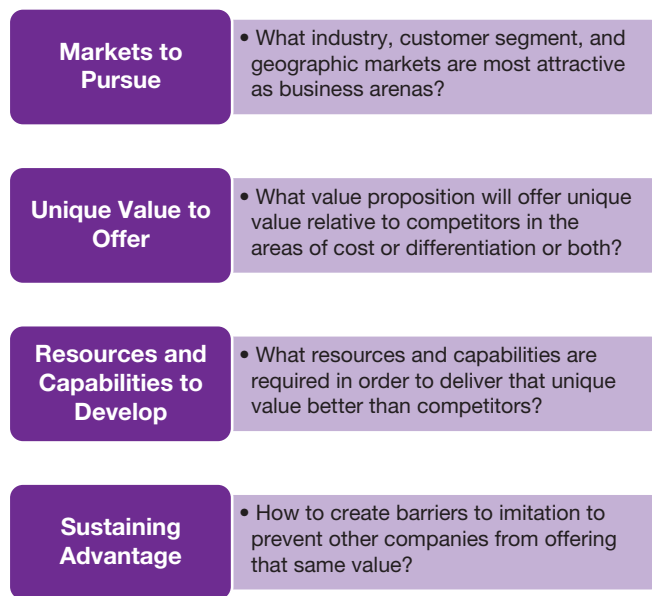 Markets to
Pursue
• What industry, customer segment, and
geographic markets are most attractive
as business arenas?
Unique Value to
Offer
• What value proposition will offer unique
value relative to competitors in the
areas of cost or differentiation or both?
Resources and
Capabilities to
Develop
• What resources and capabilities are
required in order to deliver that unique
value better than competitors?
Sustaining
Advantage
• How to create barriers to imitation to
prevent other companies from offering
that same value?